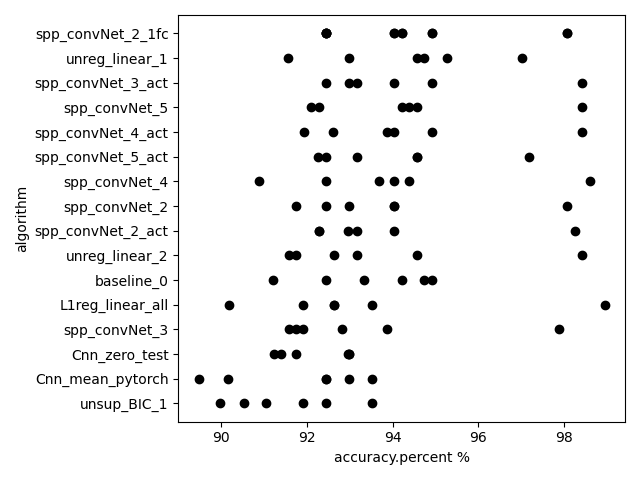 spp_convNet_2_1fc
unreg_linear_1
spp_convNet_3_act
spp_convNet_5
spp_convNet_4_act
spp_convNet_5_act
spp_convNet_4
spp_convNet_2
spp_convNet_2_act
unreg_linear_2
baseline_0
L1reg_linear_all
spp_convNet_3
Cnn_zero_test
Cnn_mean_pytorch
unsup_BIC_1
algorithm
90 92 94 96 98
accuracy.percent %